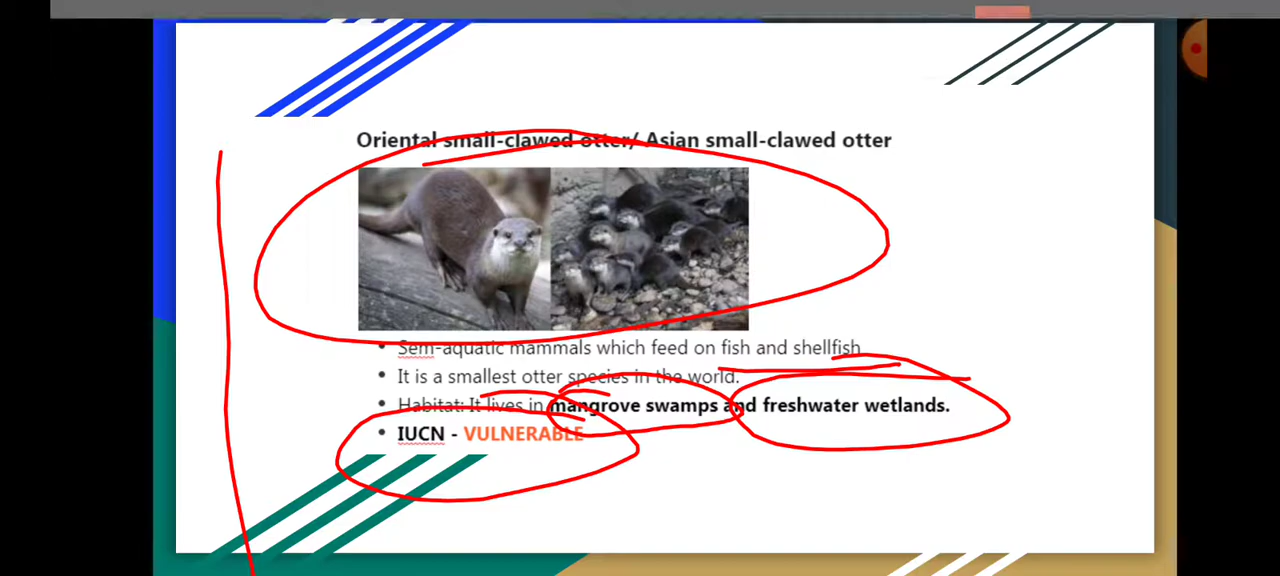 Oriental small-clawed otter/ Asian small-clawed otter
• Sem-aquatic mammals which feed on fish and shellfish
• It is a smallest otter species in the world.
• Habitat: It lives in mangrove swamps and freshwater wetlands.
• IUCN - VULNERABLE